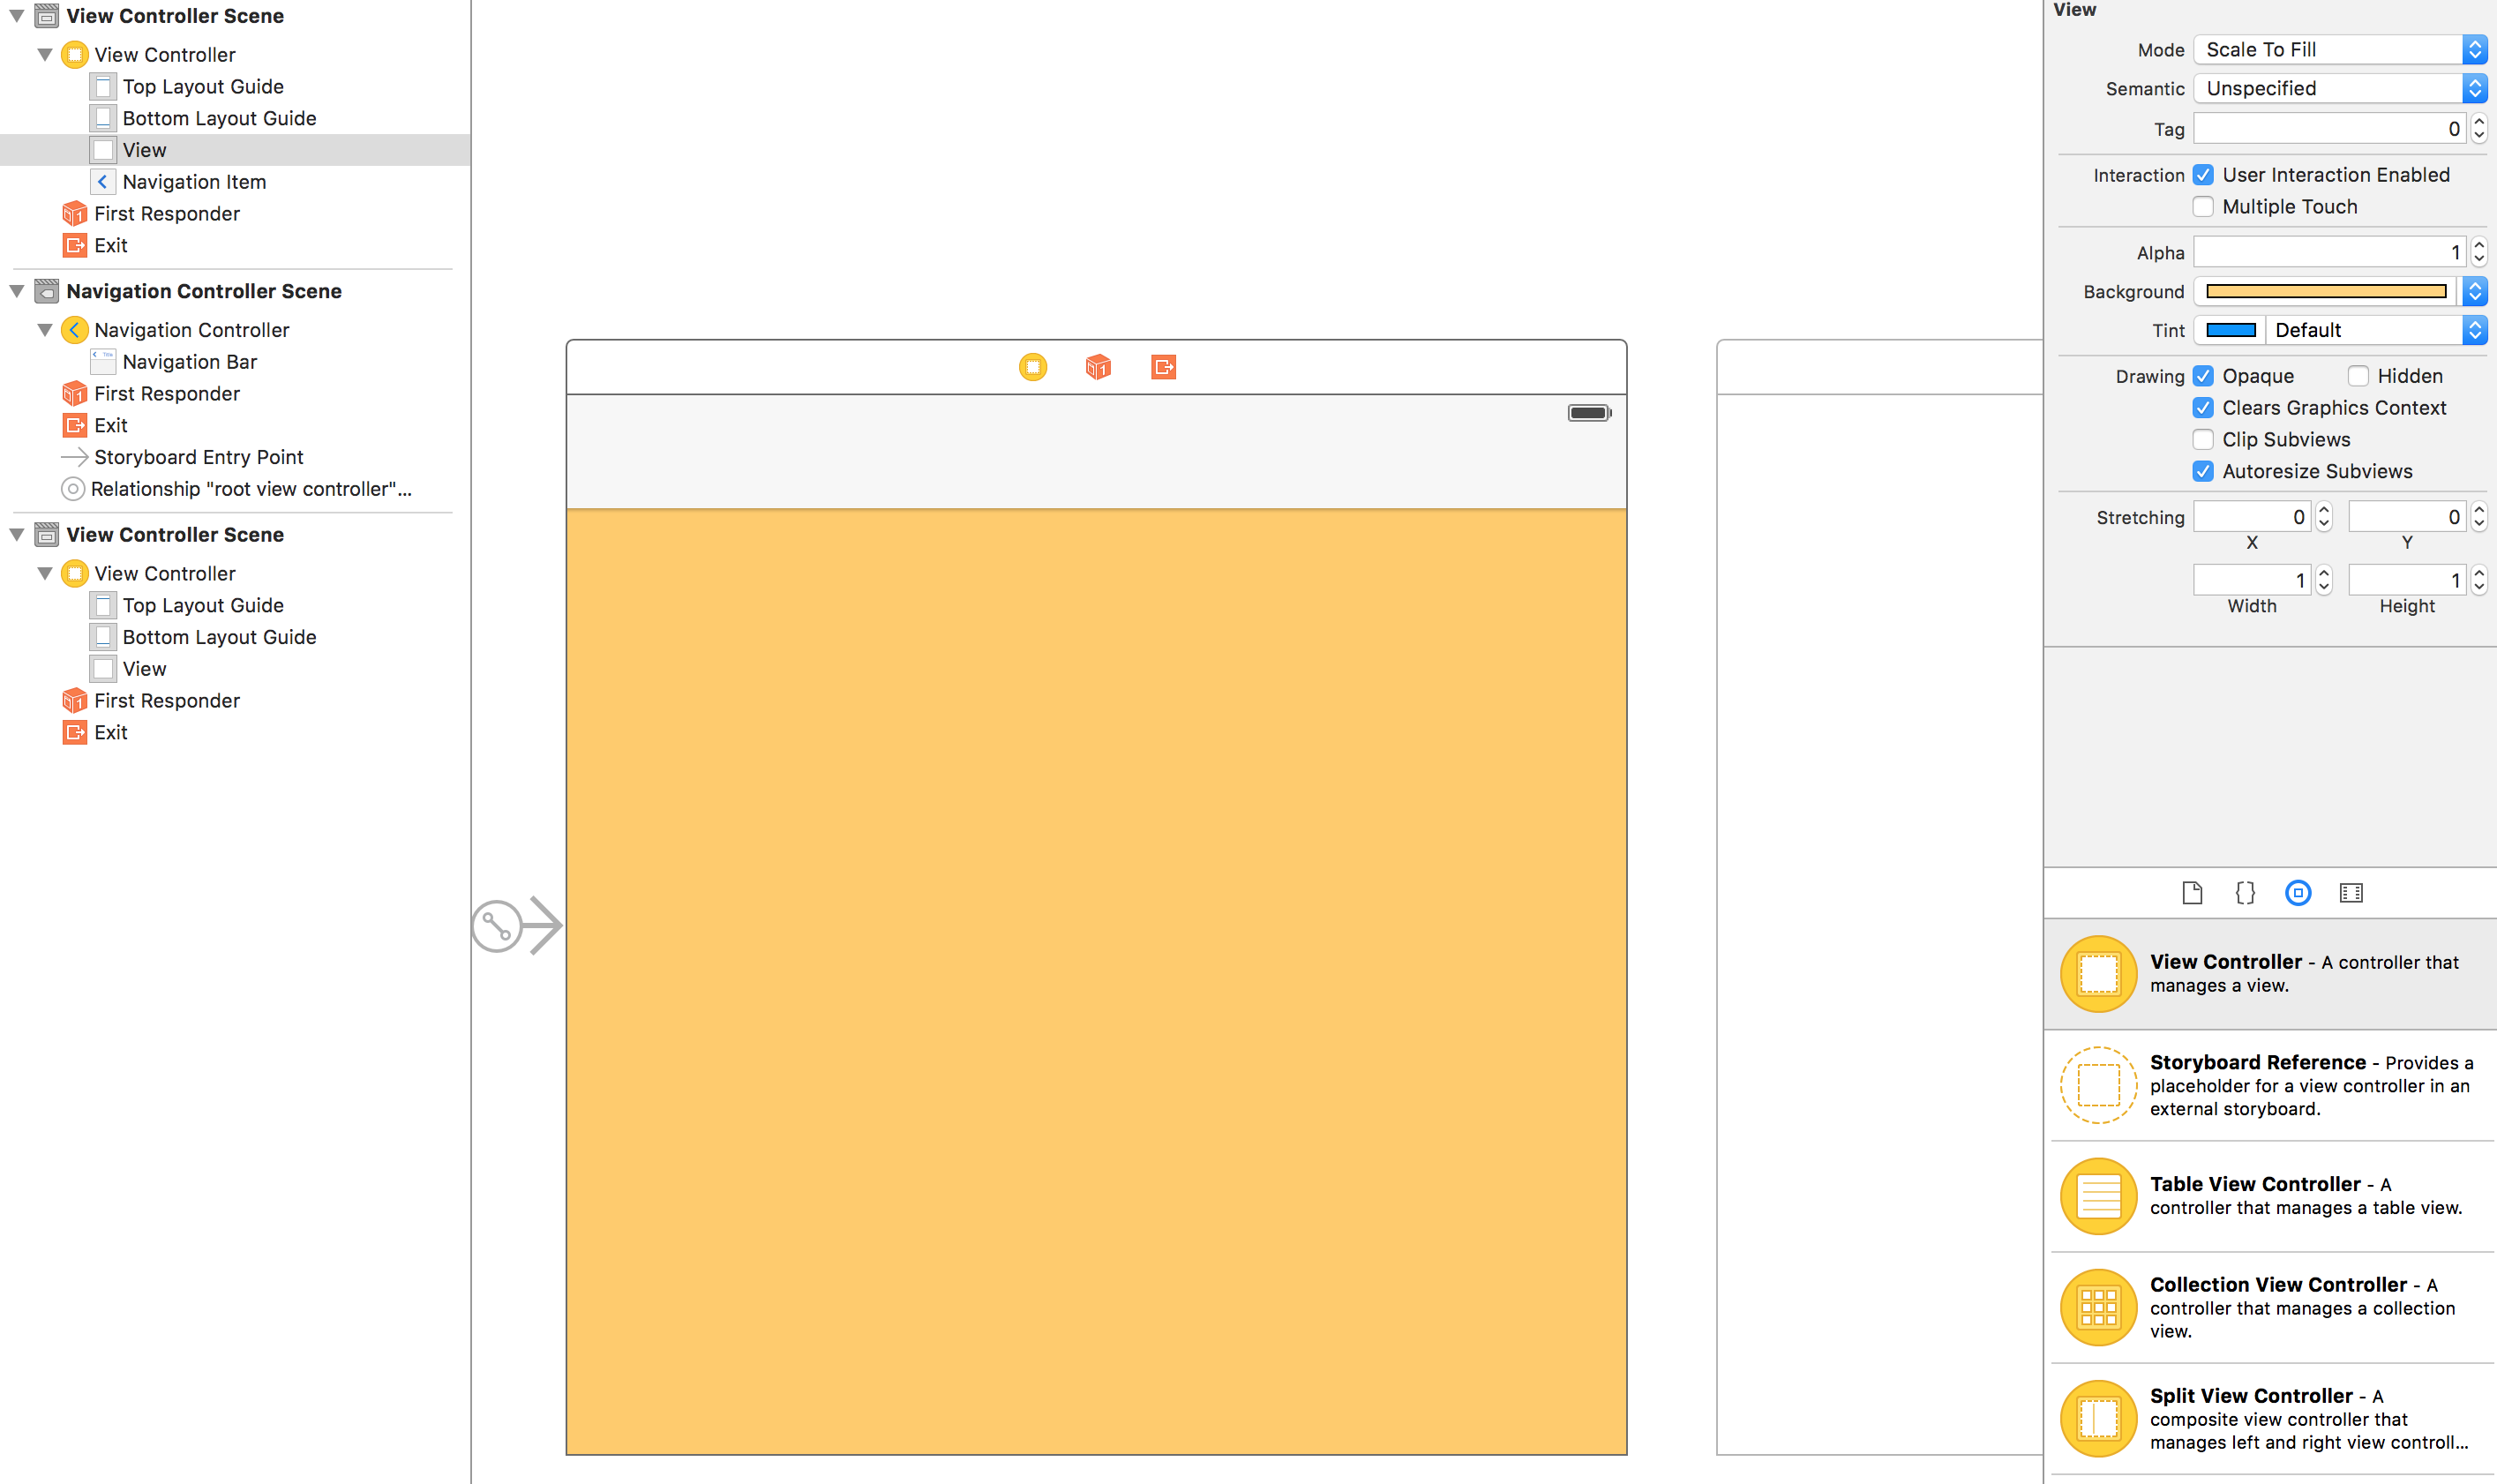 View Controller Scene
View Controller
Top Layout Guide
Bottom Layout Guide
View
Navigation Item
First Responder
Exit
Navigation Controller Scene
Navigation Controller
Navigation Bar
First Responder
Exit
Storyboard Entry Point
Relationship "root view controller"...
View Controller Scene
View Controller
Top Layout Guide
Bottom Layout Guide
View
First Responder
Exit
View
Mode Scale To Fill
Semantic Unspecified
Tag 0
Interaction User Interaction Enabled
Multiple Touch
Alpha 1
Background
Tint Default
Drawing Opaque Hidden
Clears Graphics Context
Clip Subviews
Autoresize Subviews
Stretching 0 0
X Y
1 1
Width Height
View Controller - A controller that
manages a view.
Storyboard Reference - Provides a
placeholder for a view controller in an
external storyboard.
Table View Controller - A
controller that manages a table view.
Collection View Controller - A
controller that manages a collection
view.
Split View Controller - A
composite view controller that
manages left and right view controll...